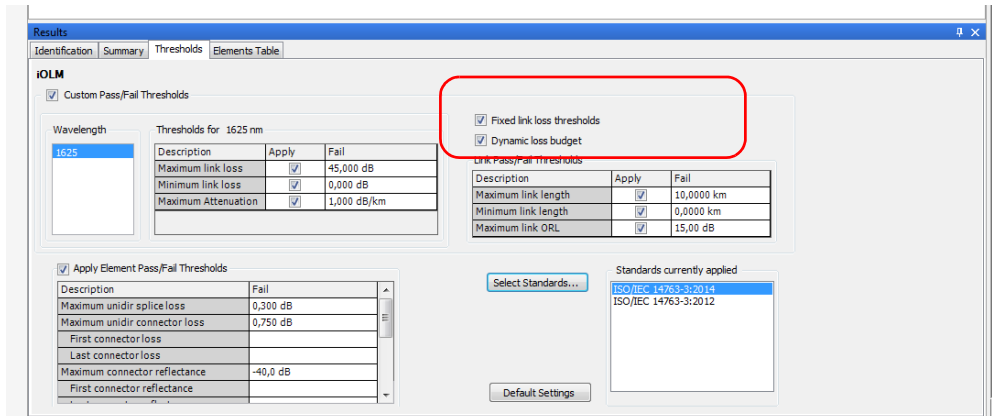 Results
Identification Summary Thresholds Elements Table
iOLM
Custom Pass/Fail Thresholds
Wavelength
1625
Thresholds for 1625 nm
Description Apply Fail
Maximum link loss 45,000 dB
Minimum link loss 0,000 dB
Maximum Attenuation 1,000 dB/km
Fixed link loss thresholds
Dynamic loss budget
Link Pass/Fail Thresholds
Description Apply Fail
Maximum link length 10,0000 km
Minimum link length 0,0000 km
Maximum link ORL 15,00 dB
Apply Element Pass/Fail Thresholds
Description Fail
Maximum unidir splice loss 0,300 dB
Maximum unidir connector loss 0,750 dB
First connector loss
Last connector loss
Maximum connector reflectance -40,0 dB
First connector reflectance
Select Standards...
Default Settings
Standards currently applied
ISO/IEC 14763-3:2014
ISO/IEC 14763-3:2012